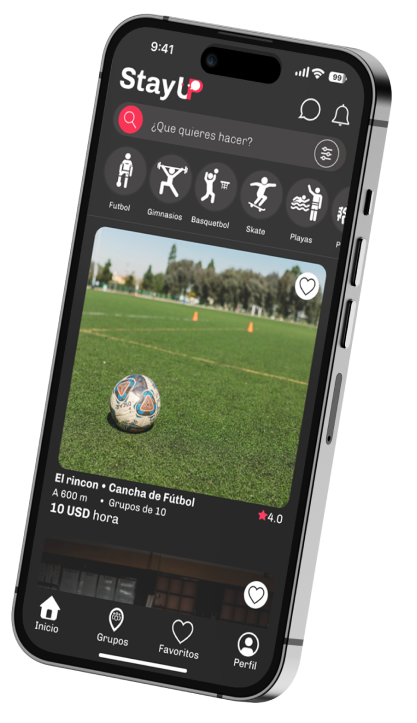 9:41
99
StayUP
¿Que quieres hacer?
Futbol
Gimnasios
Basquetbol
Skate
Playas
El rincon • Cancha de Fútbol
A 600 m • Grupos de 10
4.0
10 USD hora
Inicio
Grupos
Favoritos
Perfil